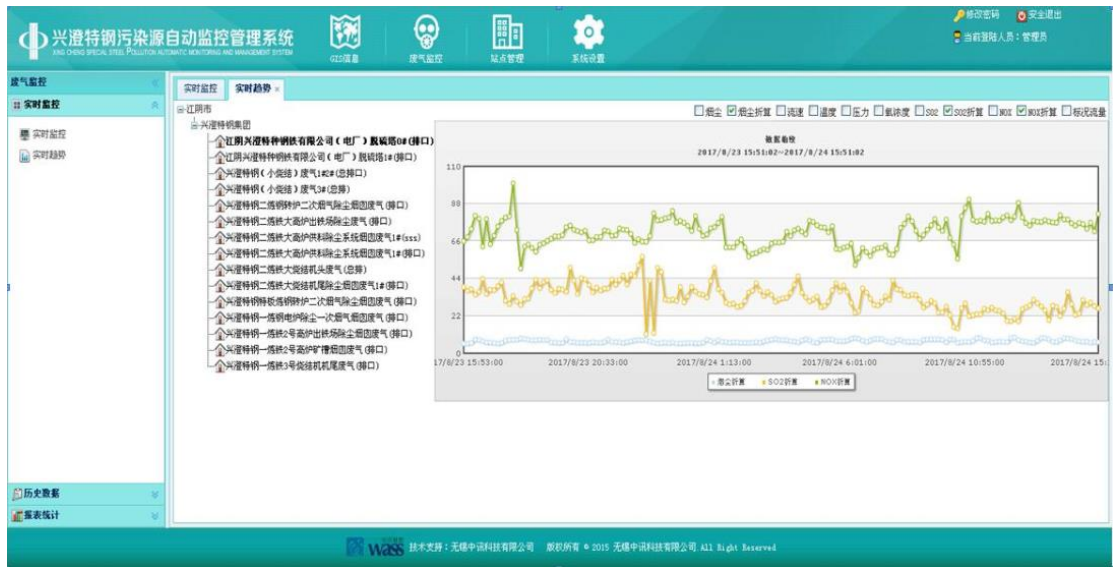 修改密码 安全退出
兴澄特钢污染源自动监控管理系统
XING CHENG SPECIAL STEEL POLLUTION AUTOMATIC MONITORING AND MANAGEMENT SYSTEM
GIS信息 废气监控 站点管理 系统设置
当前登陆人员：管理员
废气监控
实时监控 实时趋势
实时监控
江阴市
烟尘 烟尘折算 流速 温度 压力 氧浓度 SO2 SO2折算 NOX NOX折算 标况流量
兴澄特钢集团
实时监控
实时趋势
江阴兴澄特种钢铁有限公司（电厂）脱硫塔0#(排口)
江阴兴澄特种钢铁有限公司（电厂）脱硫塔1#(排口)
兴澄特钢（小烧结）废气1#2#(总排口)
兴澄特钢（小烧结）废气3#(总排)
兴澄特钢二炼钢转炉二次烟气除尘烟囱废气(排口)
兴澄特钢二炼铁大高炉出铁场除尘废气(排口)
兴澄特钢二炼铁大高炉供料除尘系统烟囱废气1#(sss)
兴澄特钢二炼铁大高炉供料除尘系统烟囱废气1#(排口)
兴澄特钢二炼铁大烧结机头废气(总排)
兴澄特钢二炼铁大烧结机尾除尘烟囱废气1#(排口)
兴澄特钢特板炼钢转炉二次烟气除尘烟囱废气(排口)
兴澄特钢一炼钢电炉除尘一次烟气烟囱废气(排口)
兴澄特钢一炼铁2号高炉出铁场除尘烟囱废气(排口)
兴澄特钢一炼铁2号高炉矿槽烟囱废气(排口)
兴澄特钢一炼铁3号烧结机机尾废气(排口)
2017/8/23 15:51:02~2017/8/24 15:51:02
110
88
66
44
22
0
17/8/23 15:53:00 2017/8/23 20:33:00 2017/8/24 1:13:00 2017/8/24 6:01:00 2017/8/24 10:55:00 2017/8/24 15:
烟尘折算 SO2折算 NOX折算
历史数据
报表统计
wass 技术支持：无锡中讯科技有限公司 版权所有 © 2015 无锡中讯科技有限公司 All Right Reserved